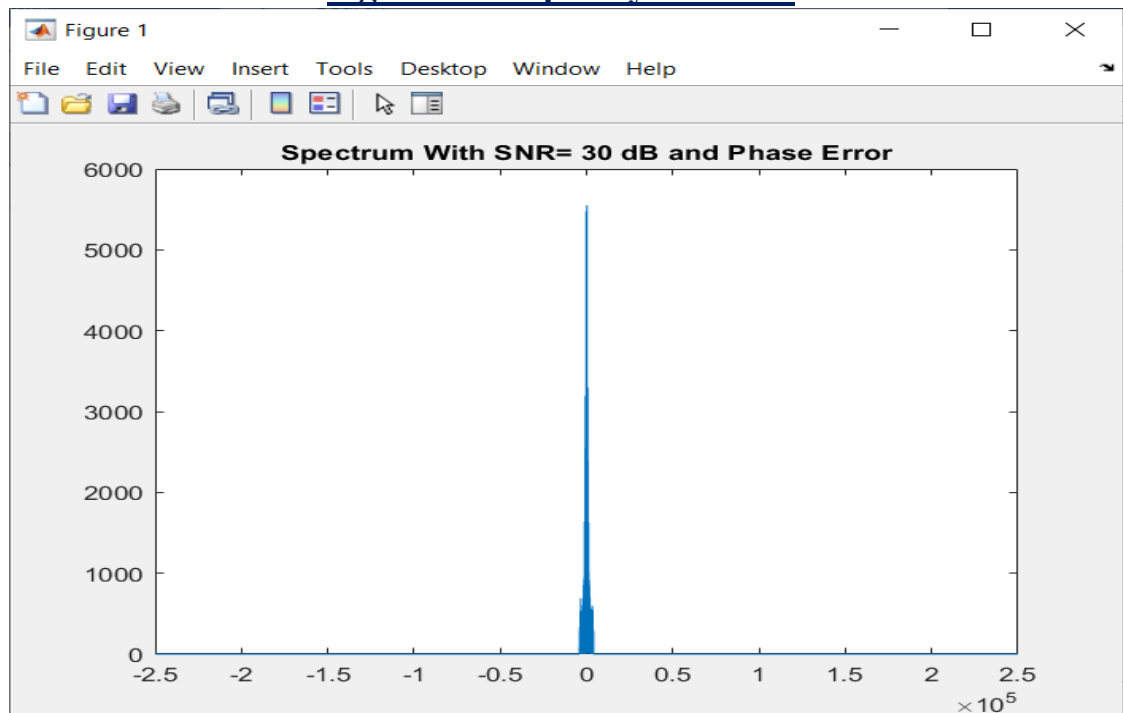 Figure 1
File Edit View Insert Tools Desktop Window Help
Spectrum With SNR= 30 dB and Phase Error
6000
5000
4000
3000
2000
1000
0
-2.5 -2 -1.5 -1 -0.5 0 0.5 1 1.5 2 2.5
×10⁵